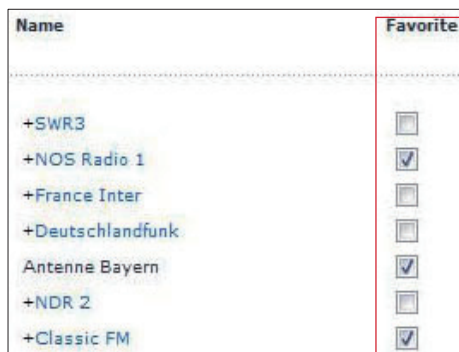 Name Favorite
+SWR3
+NOS Radio 1
+France Inter
+Deutschlandfunk
Antenne Bayern
+NDR 2
+Classic FM